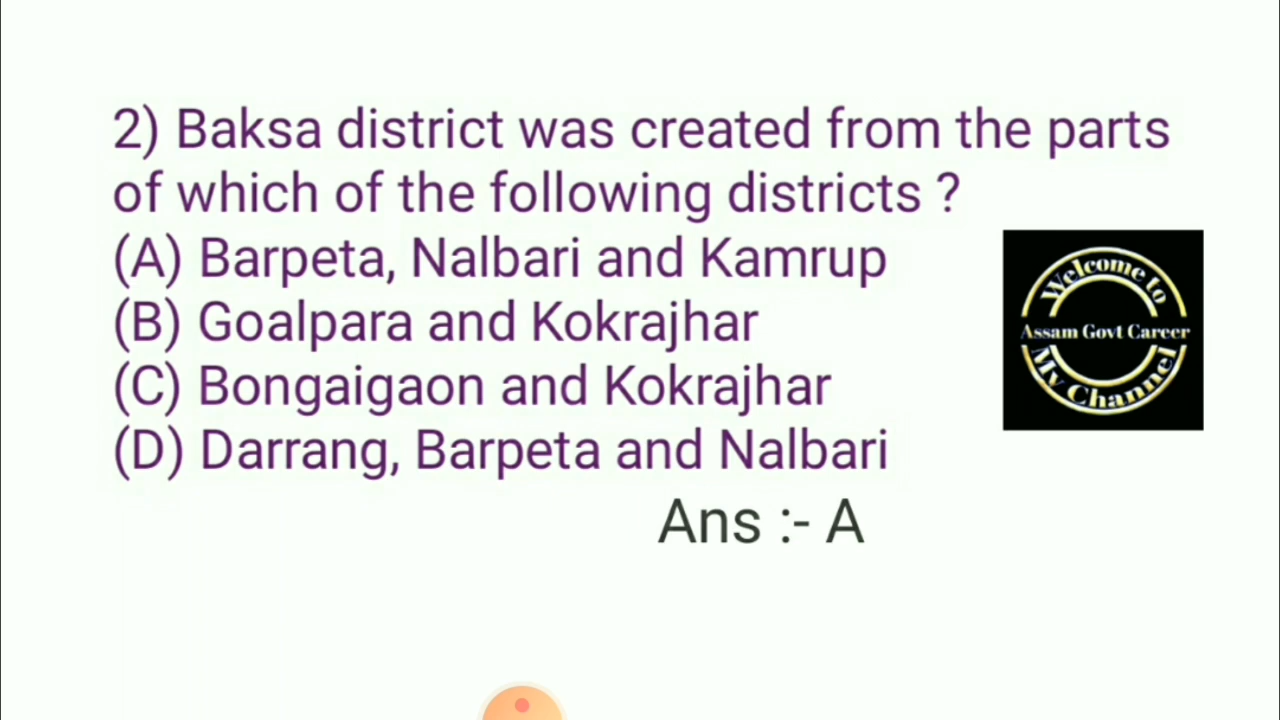 2) Baksa district was created from the parts
of which of the following districts ?
(A) Barpeta, Nalbari and Kamrup
(B) Goalpara and Kokrajhar
(C) Bongaigaon and Kokrajhar
(D) Darrang, Barpeta and Nalbari
Ans :- A
Welcome to
Assam Govt Career
My Channel